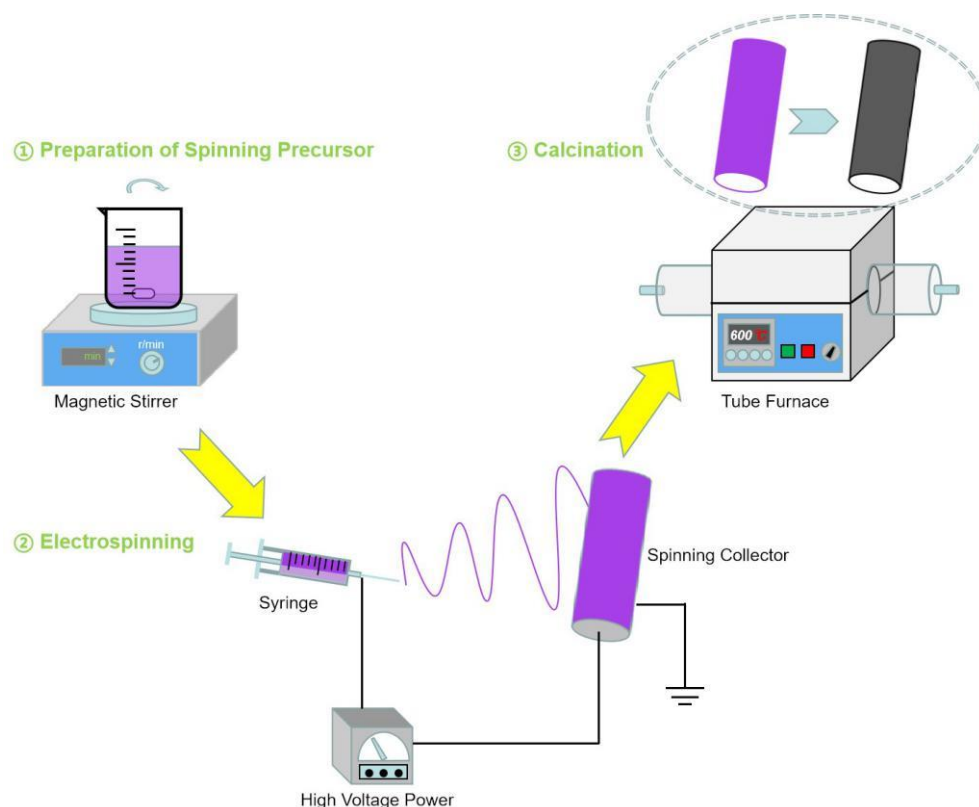 ① Preparation of Spinning Precursor
min
r/min
Magnetic Stirrer
② Electrospinning
Syringe
High Voltage Power
Spinning Collector
③ Calcination
600 ℃
Tube Furnace